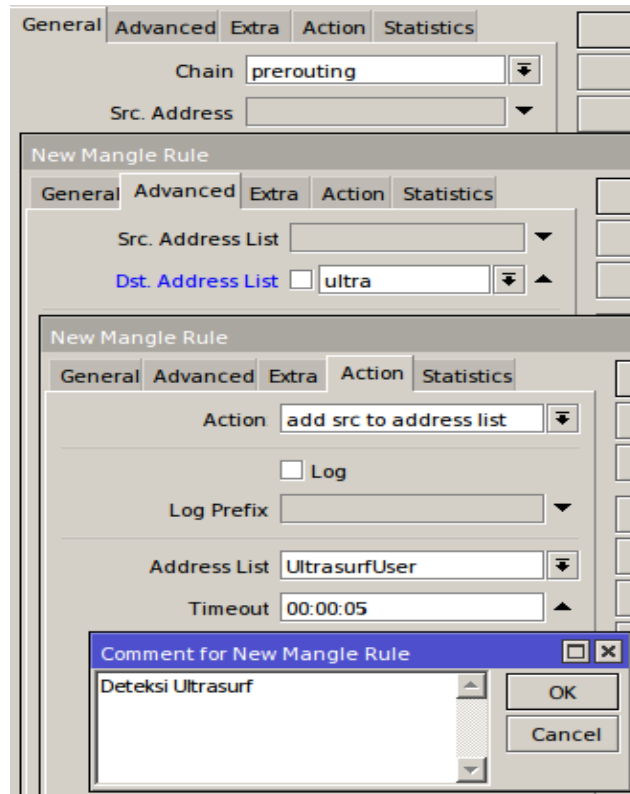 General Advanced Extra Action Statistics
Chain prerouting
Src. Address
New Mangle Rule
General Advanced Extra Action Statistics
Src. Address List
Dst. Address List ultra
New Mangle Rule
General Advanced Extra Action Statistics
Action: add src to address list
Log
Log Prefix
Address List UltrasurfUser
Timeout 00:00:05
Comment for New Mangle Rule
Deteksi Ultrasurf
OK
Cancel